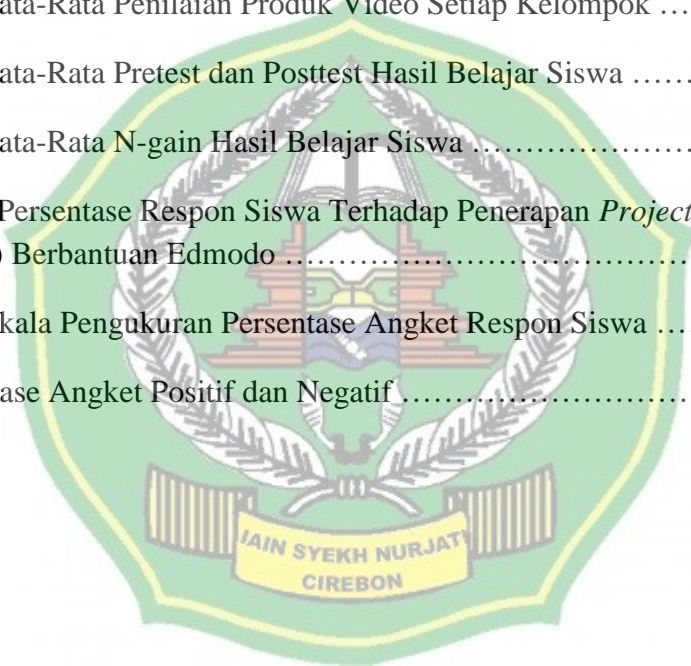 ata-Rata Penilaian Produk Video Setiap Kelompok …
ata-Rata Pretest dan Posttest Hasil Belajar Siswa ……
ata-Rata N-gain Hasil Belajar Siswa …………………
Persentase Respon Siswa Terhadap Penerapan Project
) Berbantuan Edmodo ……………………………………
kala Pengukuran Persentase Angket Respon Siswa …
ase Angket Positif dan Negatif …………………………
IAIN SYEKH NURJATI
CIREBON